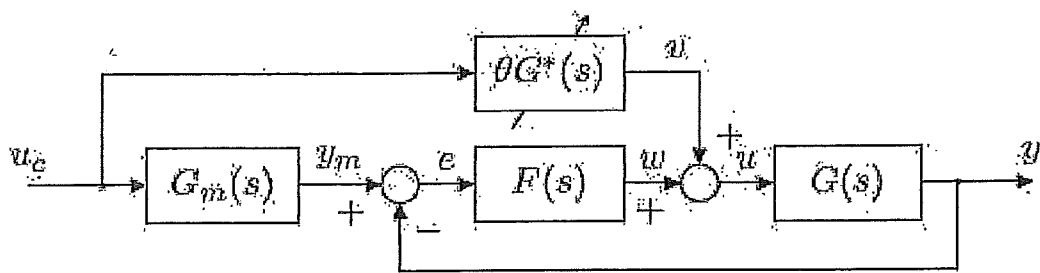 θG*(s)
v
u_c
G_m(s)
y_m
+
−
e
F(s)
w
+
+
u
G(s)
y